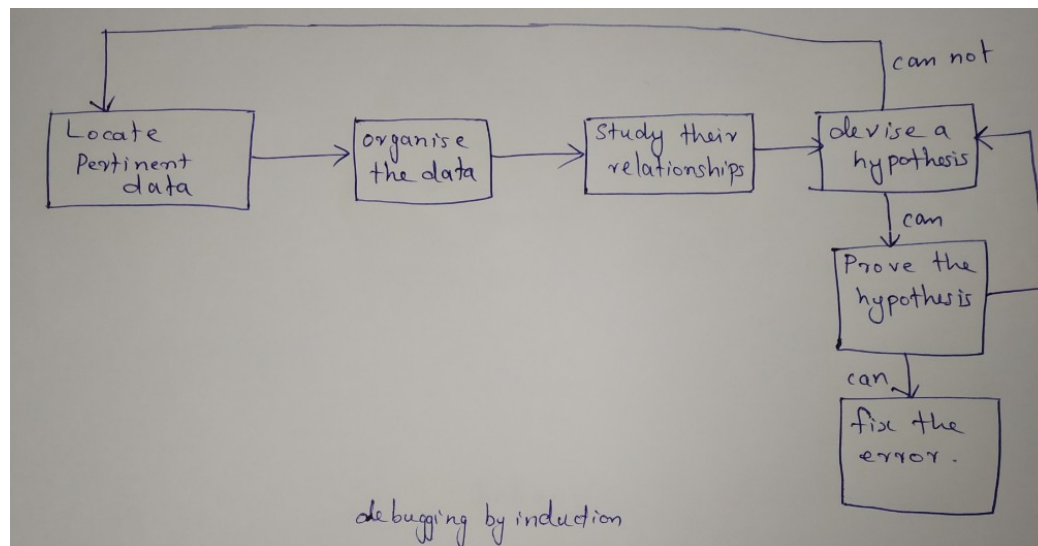 can not
Locate
Pertinent
data
organise
the data
Study their
relationships
devise a
hypothesis
can
Prove the
hypothesis
can
fix the
error.
debugging by induction